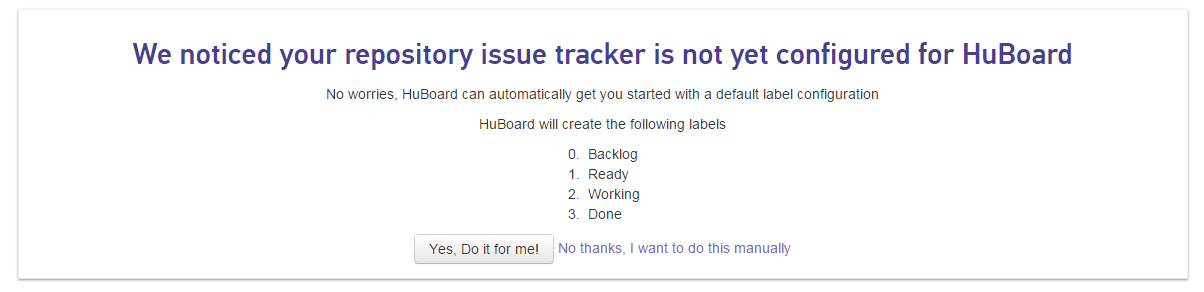 We noticed your repository issue tracker is not yet configured for HuBoard
No worries, HuBoard can automatically get you started with a default label configuration
HuBoard will create the following labels
0. Backlog
1. Ready
2. Working
3. Done
Yes, Do it for me! No thanks, I want to do this manually